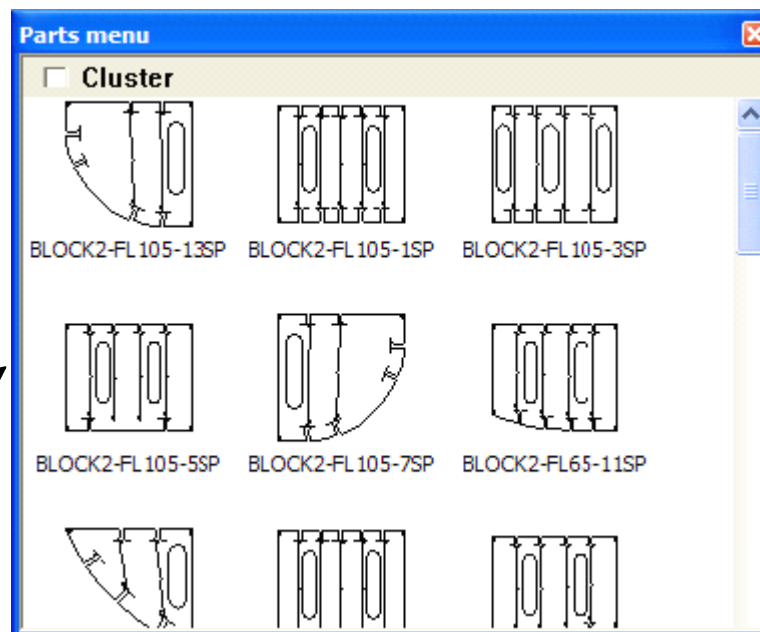 Parts menu
Cluster
BLOCK2-FL105-13SP BLOCK2-FL105-1SP BLOCK2-FL105-3SP
BLOCK2-FL105-5SP BLOCK2-FL105-7SP BLOCK2-FL65-11SP